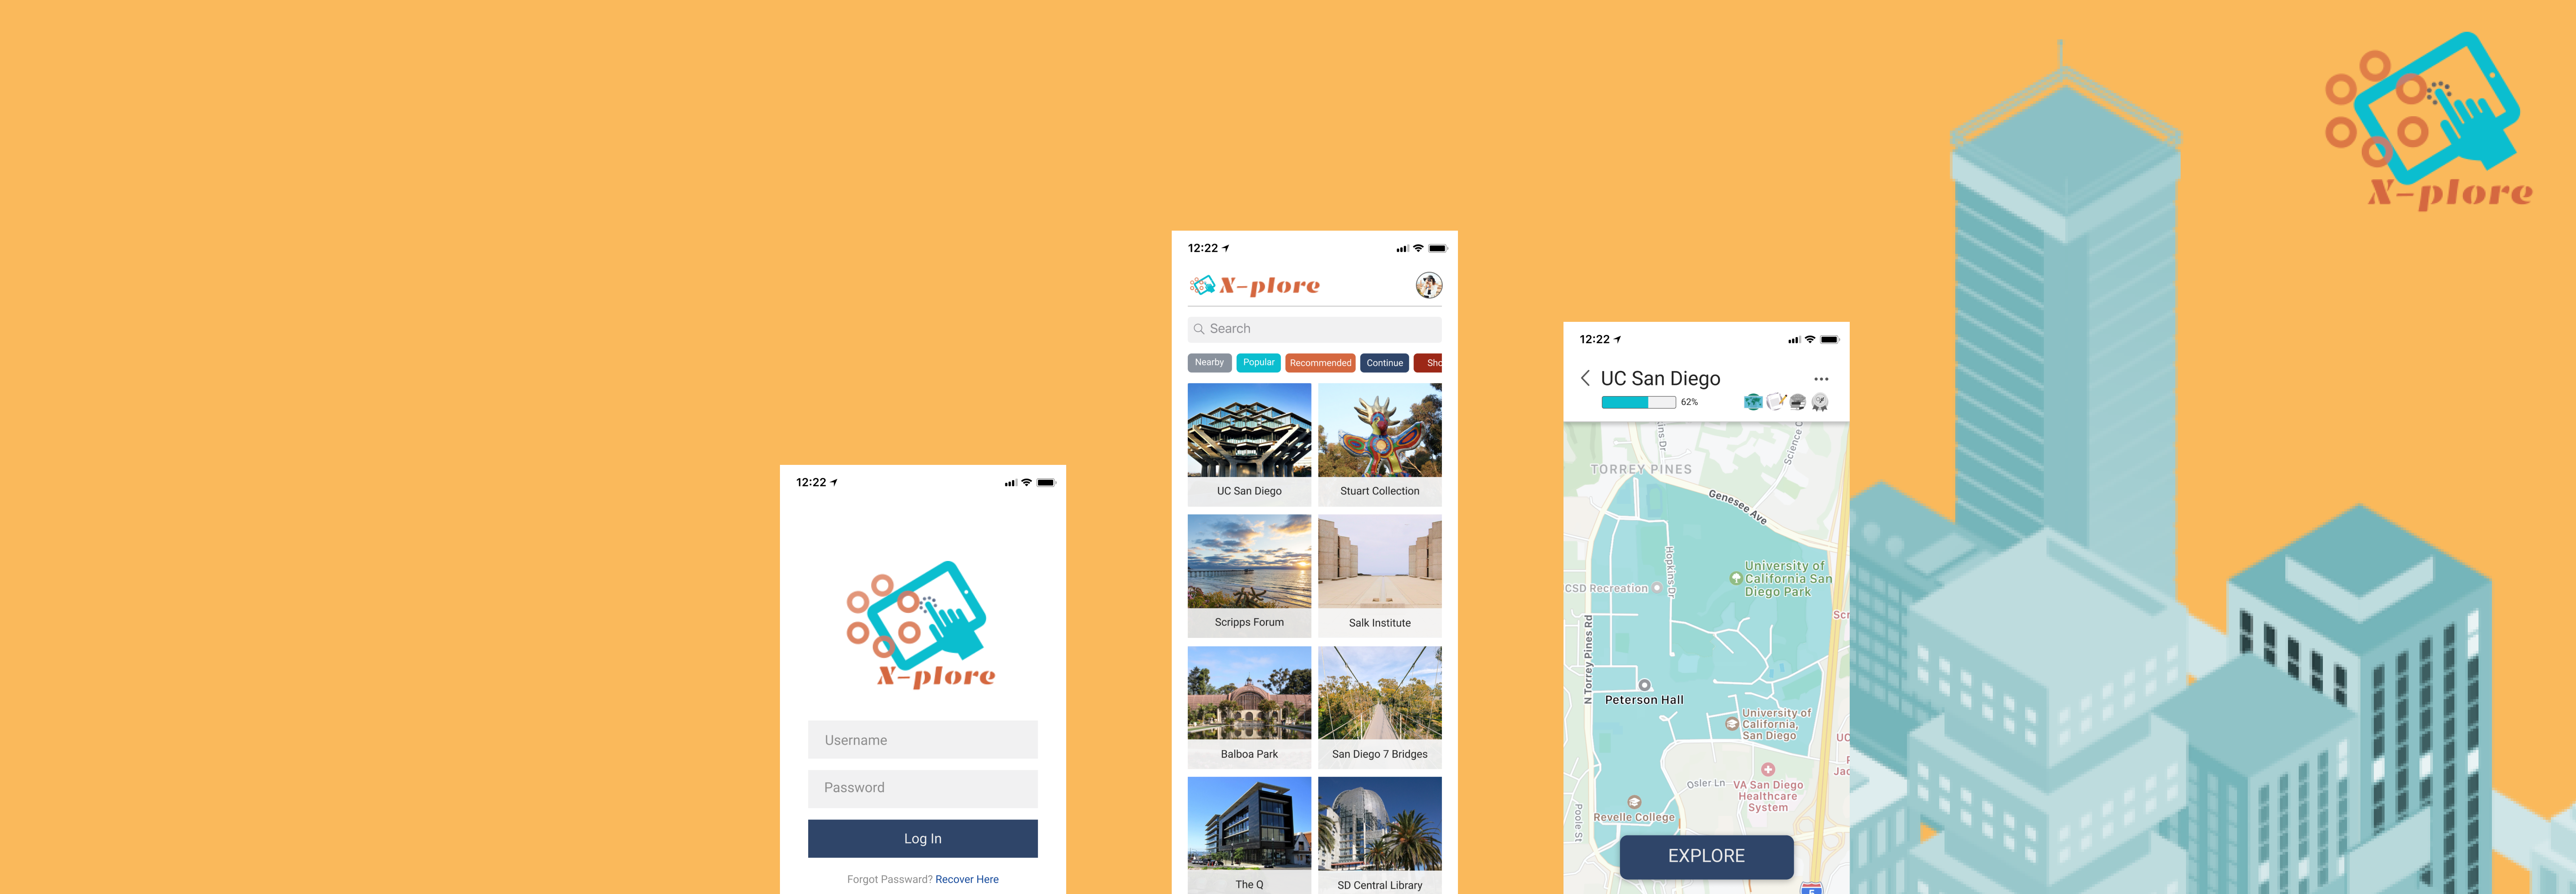 X-plore
12:22
X-plore
Username
Password
Log In
Forgot Passward? Recover Here
12:22
X-plore
Search
Nearby Popular Recommended Continue
UC San Diego
Stuart Collection
Scripps Forum
Salk Institute
Balboa Park
San Diego 7 Bridges
The Q
SD Central Library
12:22
UC San Diego
62%
TORREY PINES
Genesee Ave
Hopkins Dr
University of
California San
Diego Park
CSD Recreation
N Torrey Pines Rd
Peterson Hall
University of
California,
San Diego
Osler Ln
VA San Diego
Healthcare
System
Revelle College
Poole St
EXPLORE